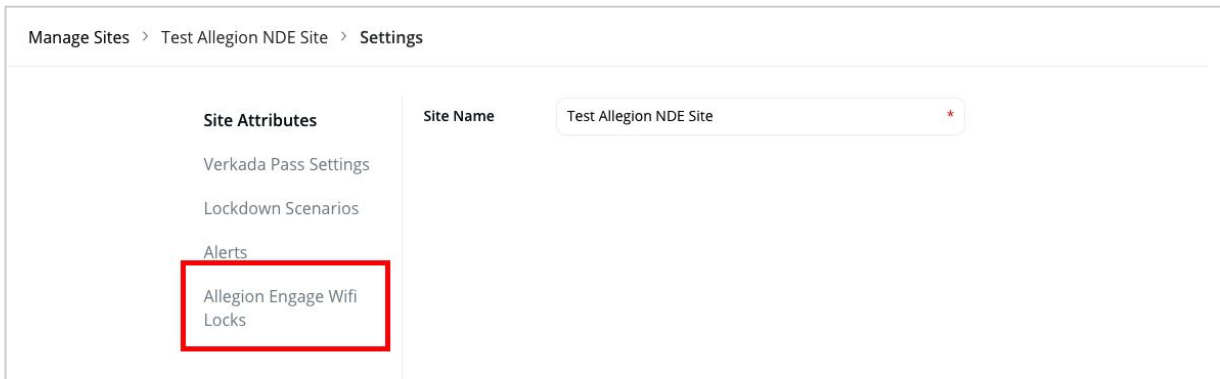 Manage Sites > Test Allegion NDE Site > Settings
Site Attributes
Site Name
Test Allegion NDE Site *
Verkada Pass Settings
Lockdown Scenarios
Alerts
Allegion Engage Wifi
Locks